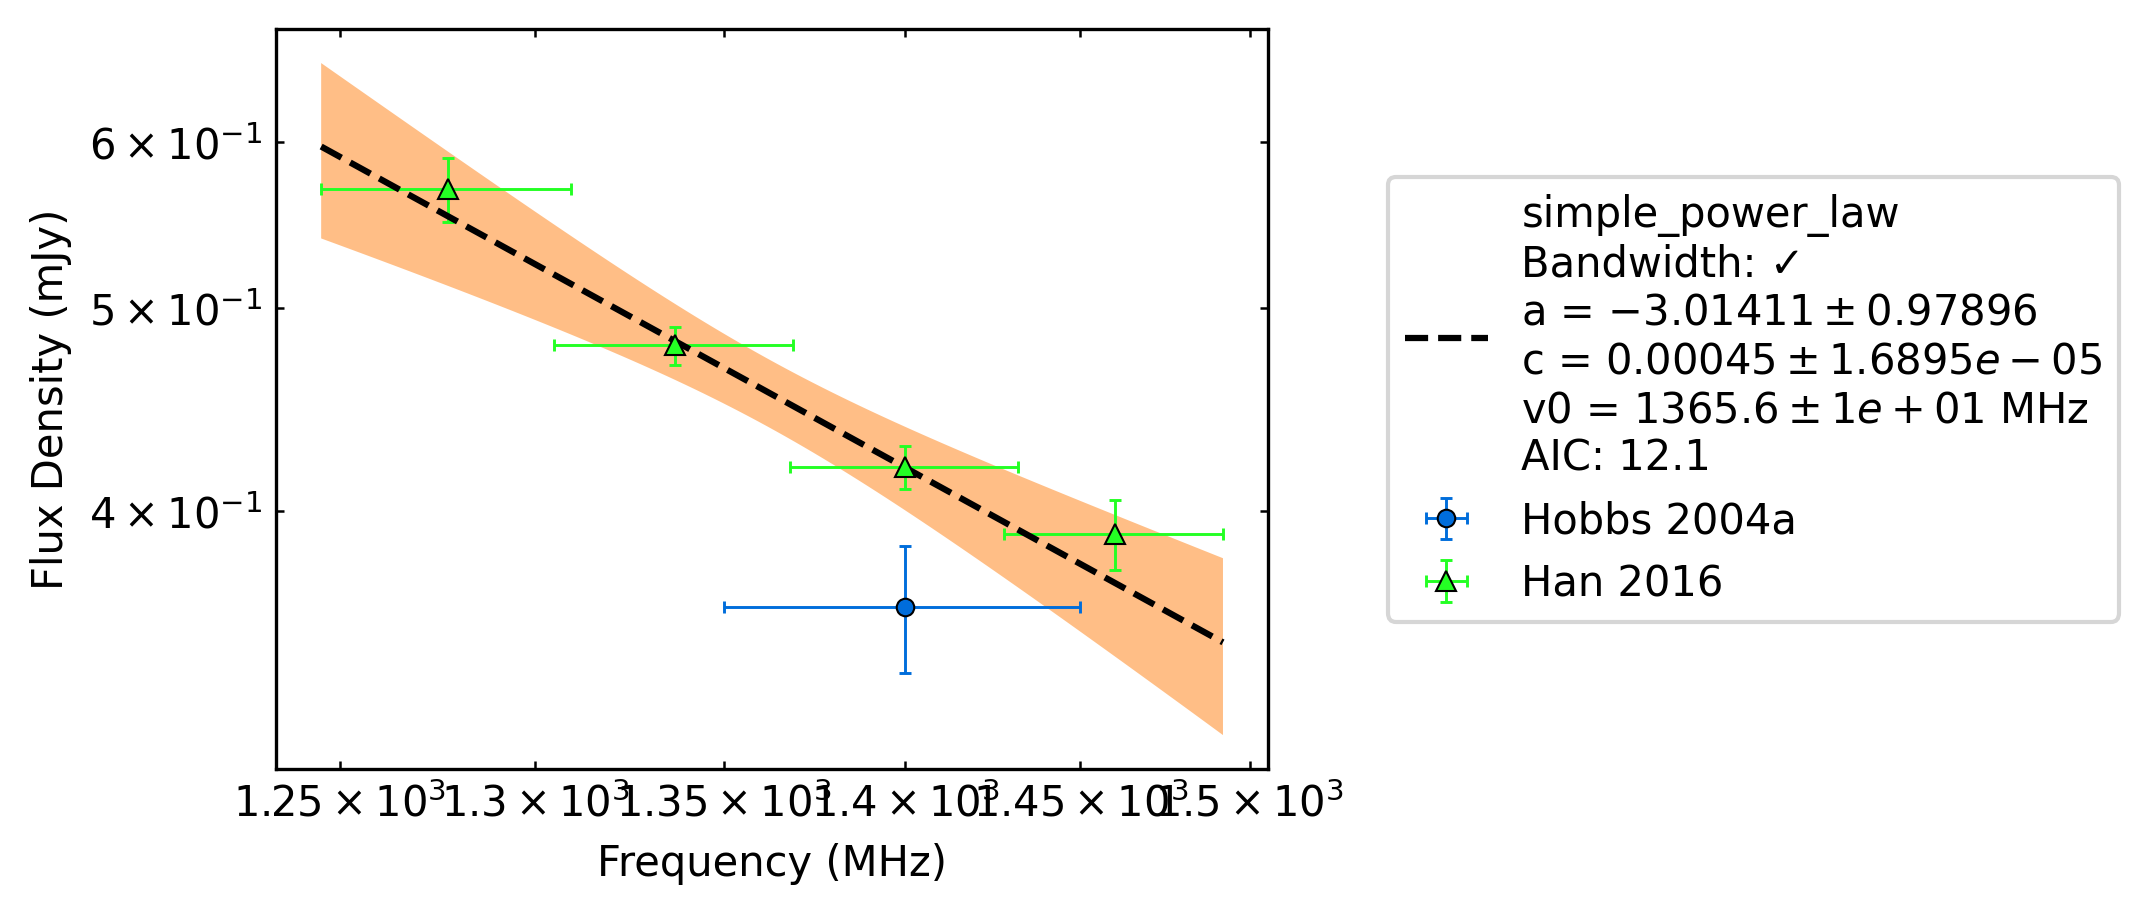 6 × 10⁻¹
5 × 10⁻¹
4 × 10⁻¹
Flux Density (mJy)
1.25 × 10³ 1.3 × 10³ 1.35 × 10³ 1.4 × 10³ 1.45 × 10³ 1.5 × 10³
Frequency (MHz)
simple_power_law
Bandwidth: ✓
a = −3.01411 ± 0.97896
c = 0.00045 ± 1.6895e − 05
v0 = 1365.6 ± 1e + 01 MHz
AIC: 12.1
Hobbs 2004a
Han 2016